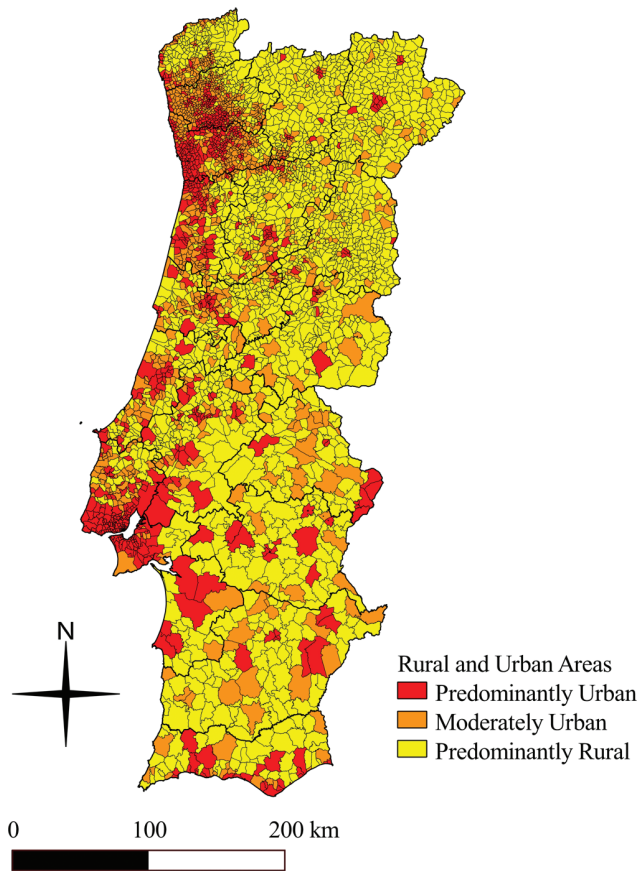 N
Rural and Urban Areas
Predominantly Urban
Moderately Urban
Predominantly Rural
0 100 200 km